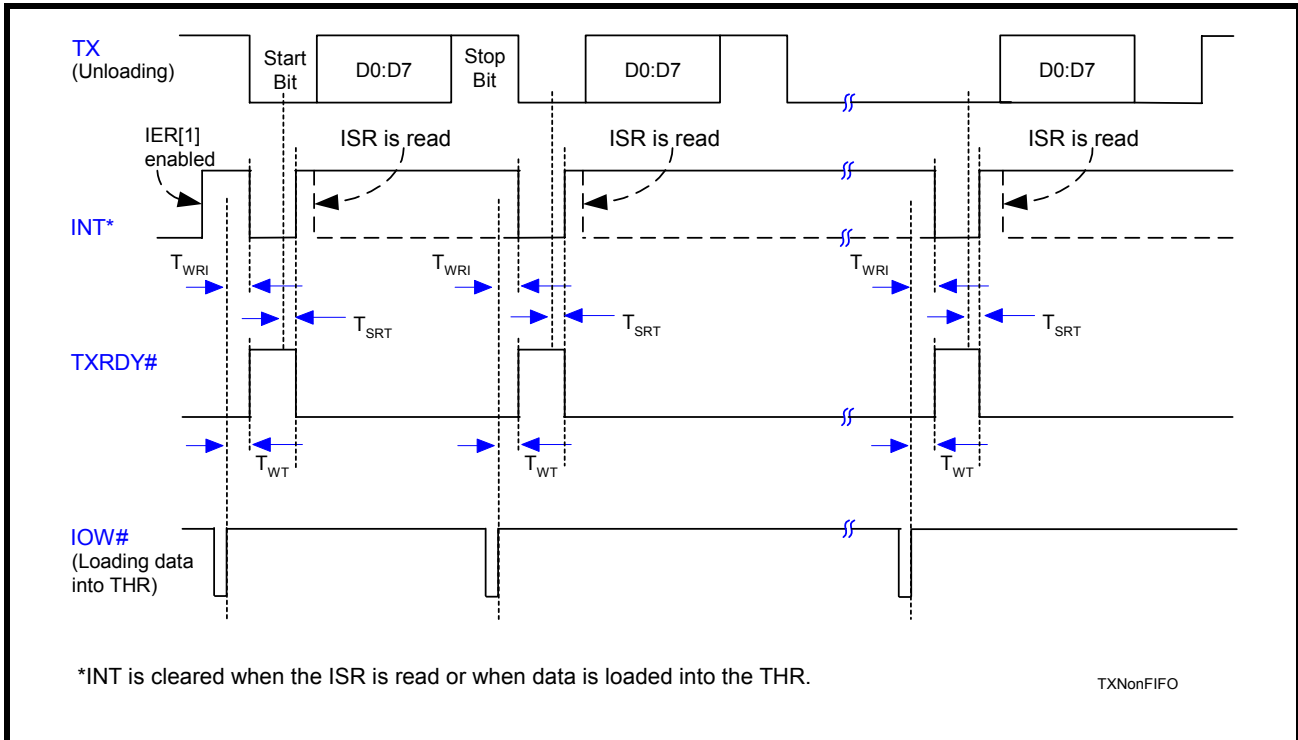 TX
(Unloading)
Start
Bit
D0:D7
Stop
Bit
D0:D7
D0:D7
IER[1]
enabled
ISR is read
ISR is read
ISR is read
INT*
TWRI
TWRI
TWRI
TSRT
TSRT
TSRT
TXRDY#
TWT
TWT
TWT
IOW#
(Loading data
into THR)
*INT is cleared when the ISR is read or when data is loaded into the THR.
TXNonFIFO